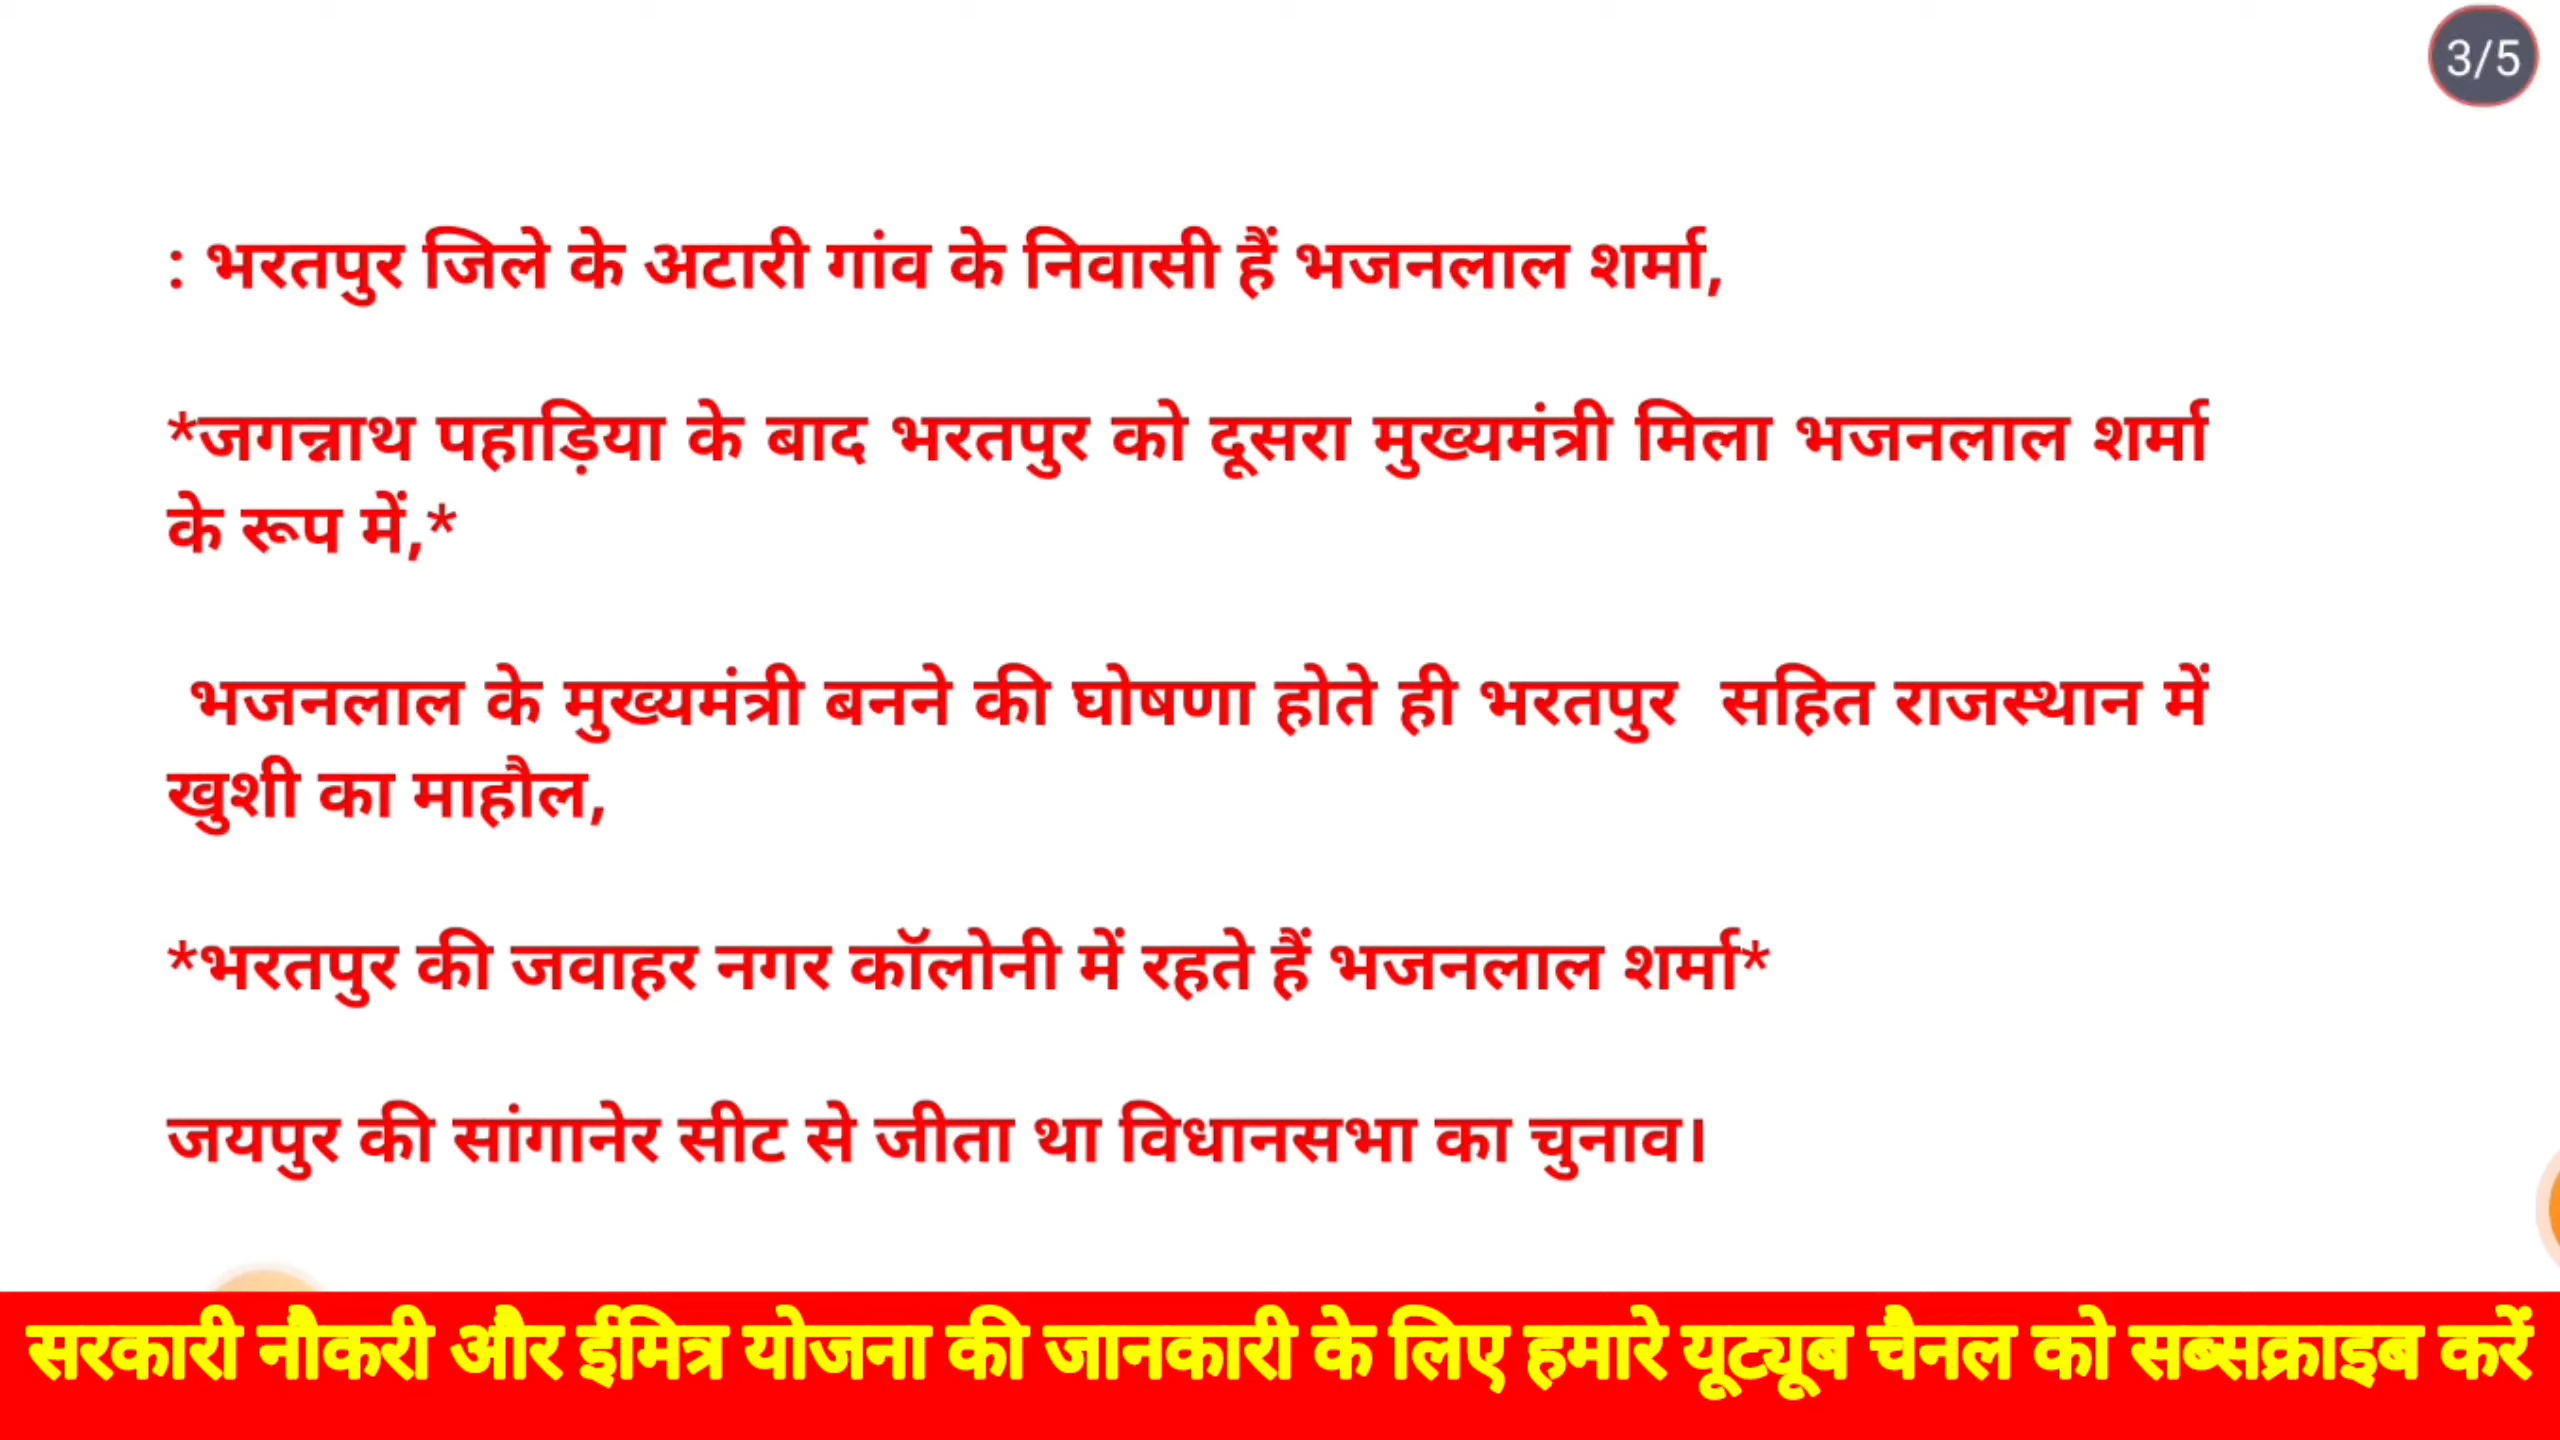 3/5
: भरतपुर जिले के अटारी गांव के निवासी हैं भजनलाल शर्मा,
*जगन्नाथ पहाड़िया के बाद भरतपुर को दूसरा मुख्यमंत्री मिला भजनलाल शर्मा
के रूप में,*
भजनलाल के मुख्यमंत्री बनने की घोषणा होते ही भरतपुर  सहित राजस्थान में
खुशी का माहौल,
*भरतपुर की जवाहर नगर कॉलोनी में रहते हैं भजनलाल शर्मा*
जयपुर की सांगानेर सीट से जीता था विधानसभा का चुनाव।
सरकारी नौकरी और ईमित्र योजना की जानकारी के लिए हमारे यूट्यूब चैनल को सब्सक्राइब करें